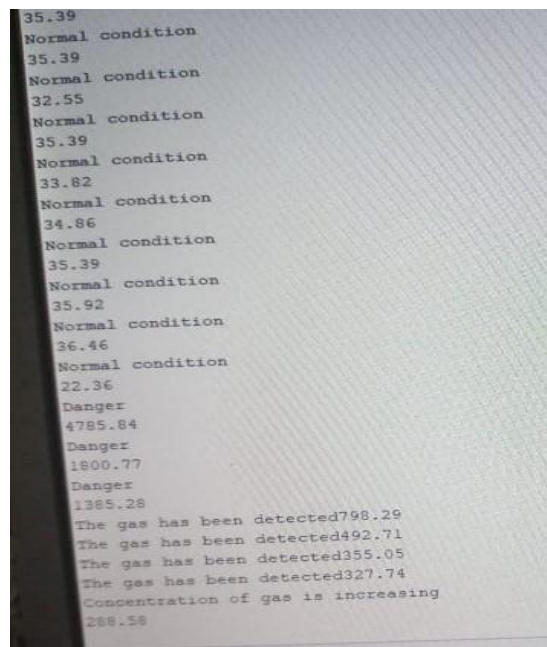 35.39
Normal condition
35.39
Normal condition
32.55
Normal condition
35.39
Normal condition
33.82
Normal condition
34.86
Normal condition
35.39
Normal condition
35.92
Normal condition
36.46
Normal condition
22.36
Danger
4785.84
Danger
1800.77
Danger
1385.28
The gas has been detected798.29
The gas has been detected492.71
The gas has been detected355.05
The gas has been detected327.74
Concentration of gas is increasing
288.58